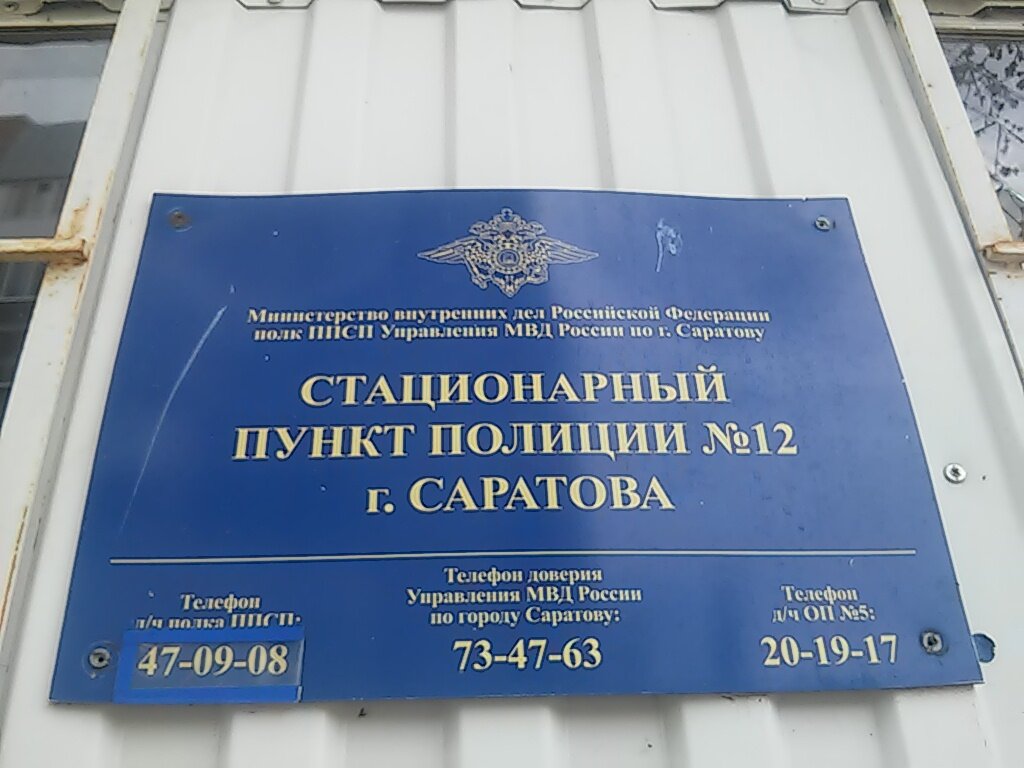 Министерство внутренних дел Российской Федерации
полк ППСП Управления МВД России по г. Саратову
СТАЦИОНАРНЫЙ
ПУНКТ ПОЛИЦИИ №12
г. САРАТОВА
Телефон
д/ч полка ППСП:
47-09-08
Телефон доверия
Управления МВД России
по городу Саратову:
73-47-63
Телефон
д/ч ОП №5:
20-19-17